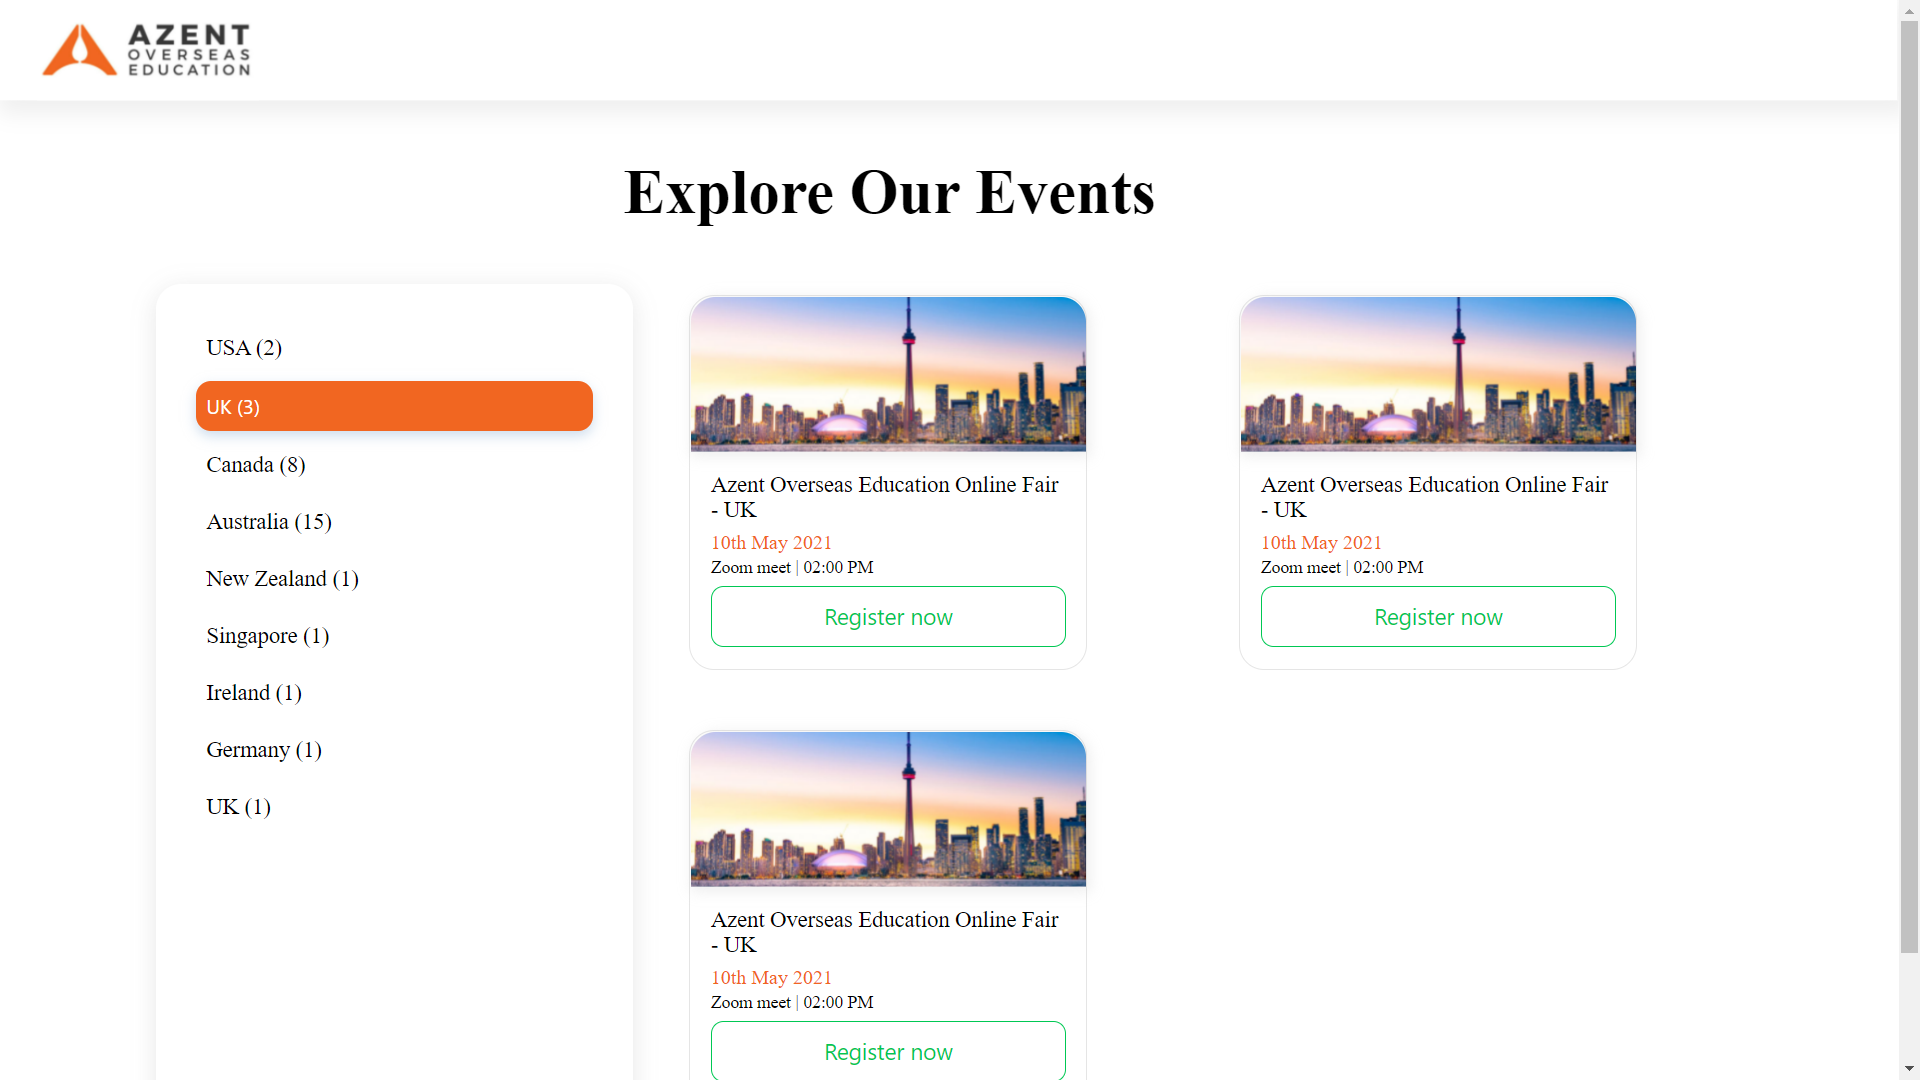 AZENT
OVERSEAS
EDUCATION
Explore Our Events
USA (2)
UK (3)
Canada (8)
Australia (15)
New Zealand (1)
Singapore (1)
Ireland (1)
Germany (1)
UK (1)
Azent Overseas Education Online Fair
- UK
10th May 2021
Zoom meet | 02:00 PM
Register now
Azent Overseas Education Online Fair
- UK
10th May 2021
Zoom meet | 02:00 PM
Register now
Azent Overseas Education Online Fair
- UK
10th May 2021
Zoom meet | 02:00 PM
Register now